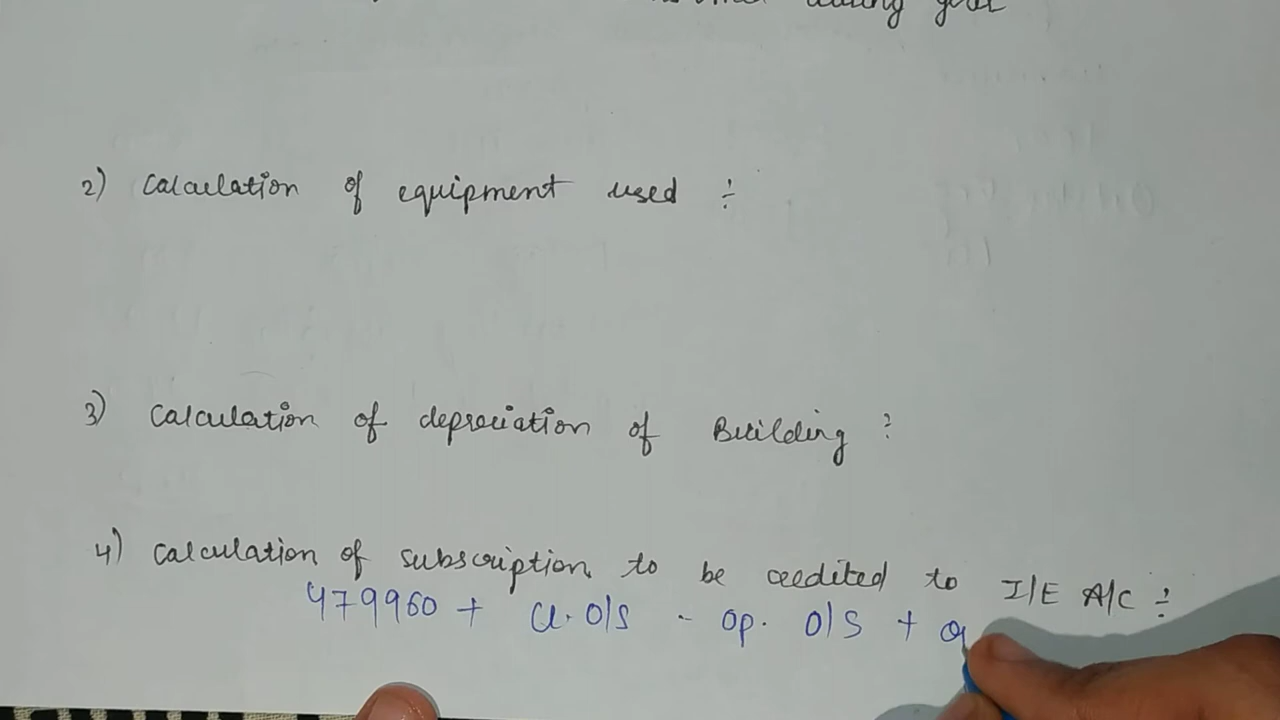 2) Calculation of equipment used ÷
3) Calculation of depreciation of Building :
4) Calculation of subscription to be credited to I/E A/C ÷
479960 + Cl. O/S - Op. O/S +